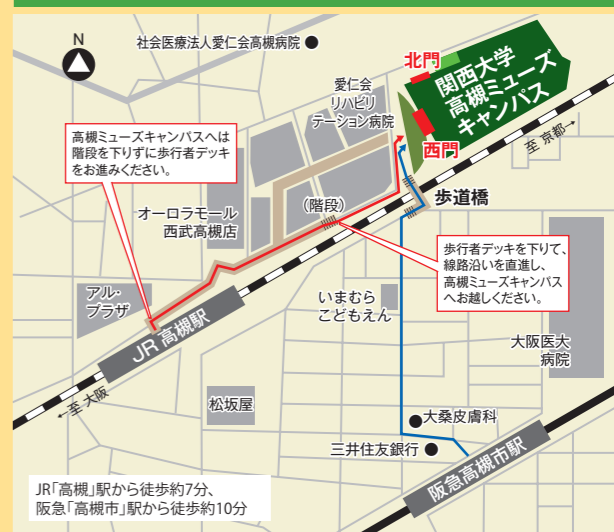 N
社会医療法人愛仁会高槻病院
北門
関西大学
高槻ミューズ
キャンパス
愛仁会
リハビリ
テーション病院
西門
至 京都→
高槻ミューズキャンパスへは
階段を下りずに歩行者デッキ
をお進みください。
歩道橋
(階段)
オーロラモール
西武高槻店
歩行者デッキを下りて、
線路沿いを直進し、
高槻ミューズキャンパス
へお越しください。
アル・
プラザ
いまむら
こどもえん
JR 高槻駅
大阪医大
病院
←至 大阪
松坂屋
大桑皮膚科
三井住友銀行
阪急高槻市駅
JR「高槻」駅から徒歩約7分、
阪急「高槻市」駅から徒歩約10分